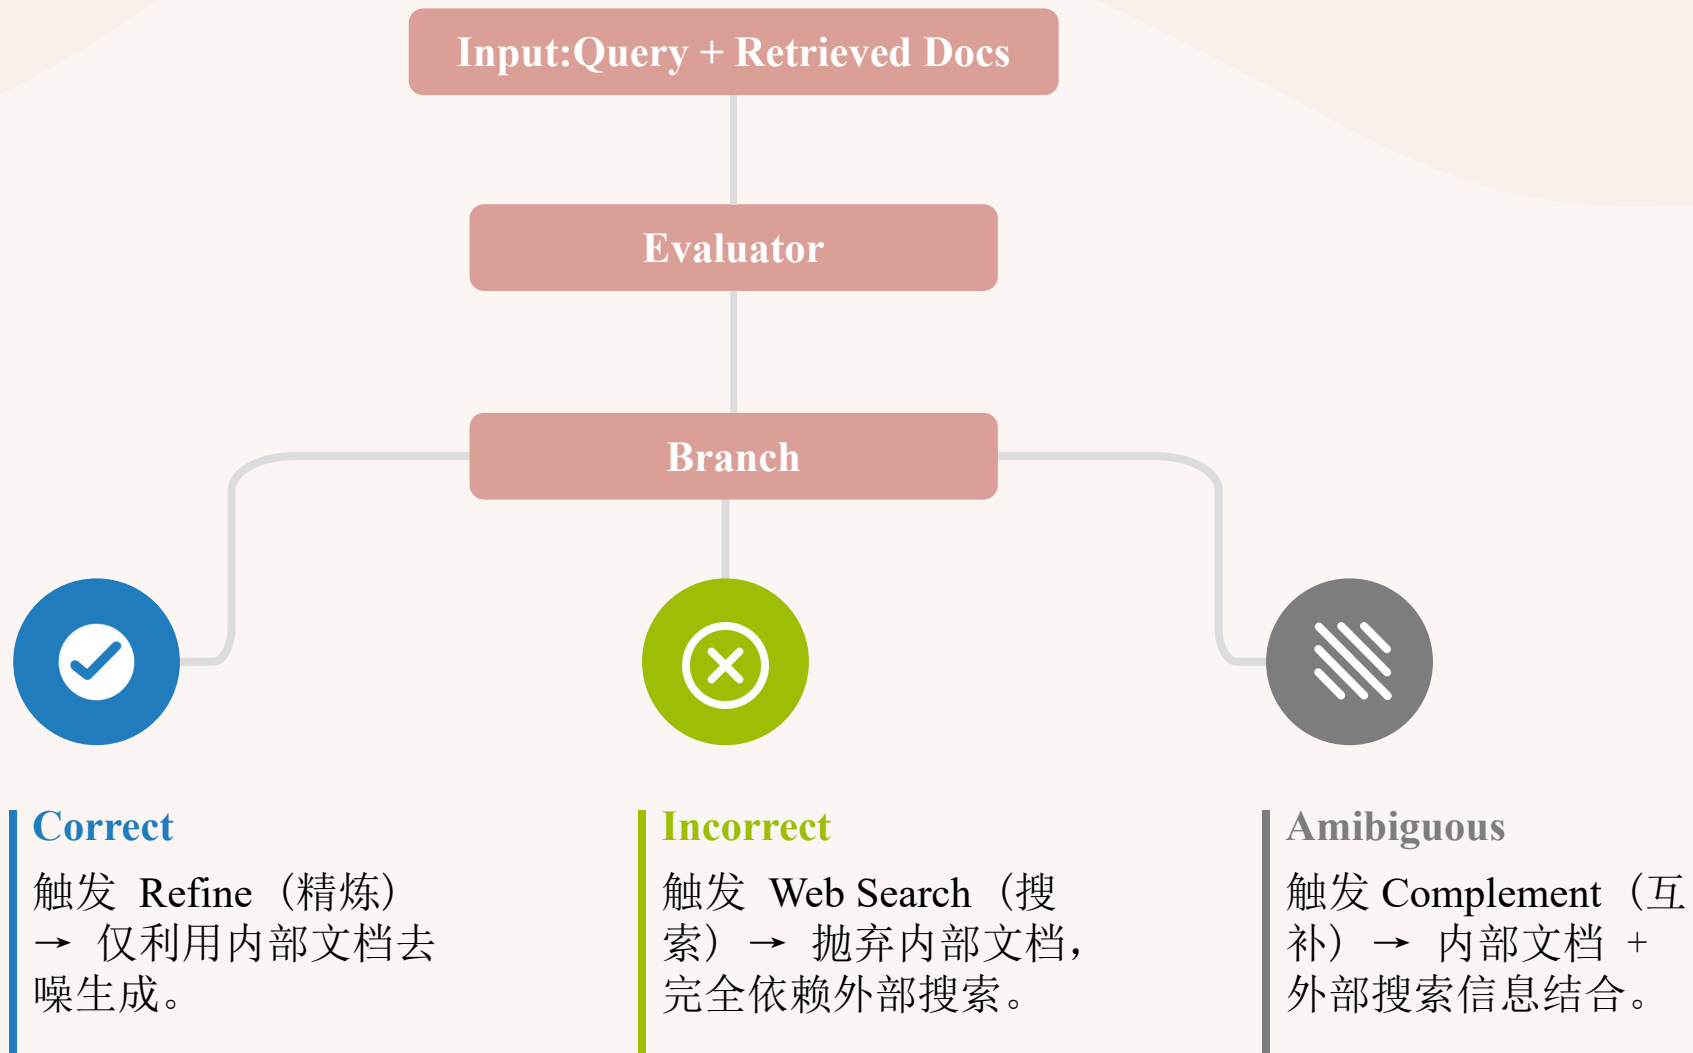 Input:Query + Retrieved Docs
Evaluator
Branch
Correct
触发 Refine（精炼）
→ 仅利用内部文档去
噪生成。
Incorrect
触发 Web Search（搜
索）→ 抛弃内部文档，
完全依赖外部搜索。
Amibiguous
触发 Complement（互
补）→ 内部文档 +
外部搜索信息结合。